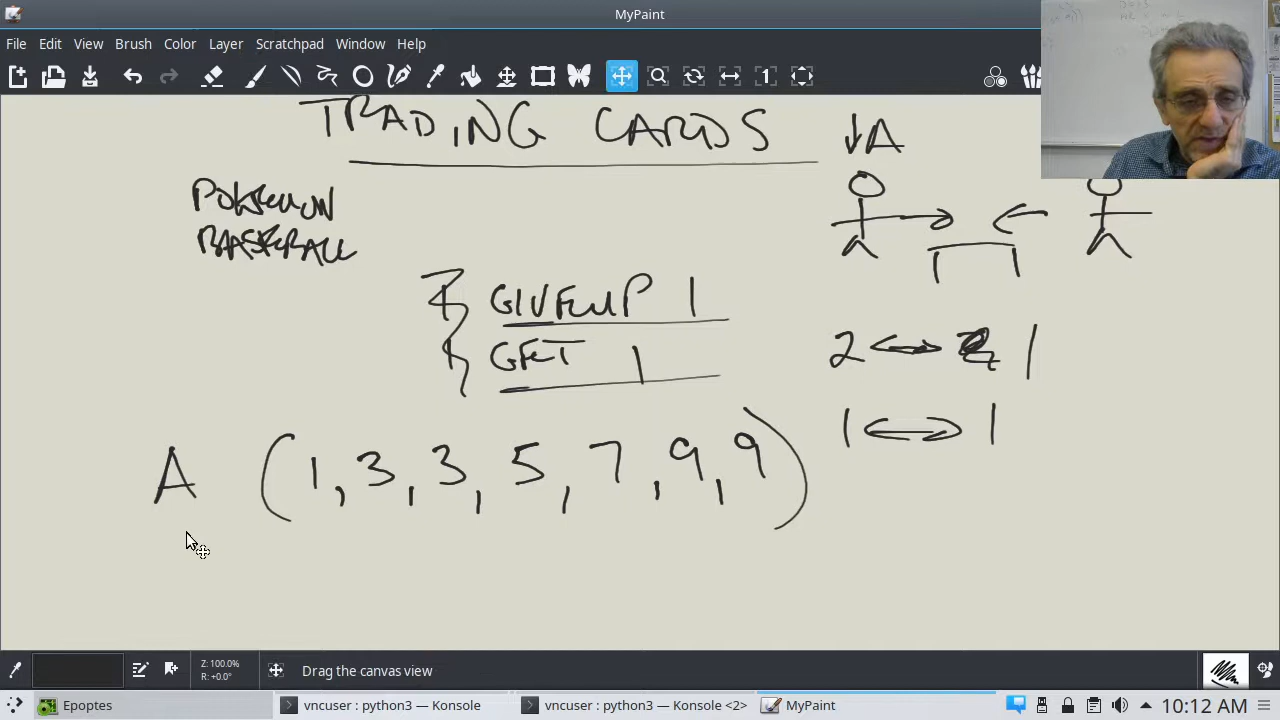 MyPaint
File Edit View Brush Color Layer Scratchpad Window Help
TRADING CARDS
↓A
POKEMON
BASKEBALL
GIVEUP 1
GET 1
2 ↔ 1
1 ↔ 1
A (1, 3, 3, 5, 7, 9, 9)
Z: 100.0%
R: +0.0°
Drag the canvas view
Epoptes
vncuser : python3 — Konsole
vncuser : python3 — Konsole <2>
MyPaint
10:12 AM